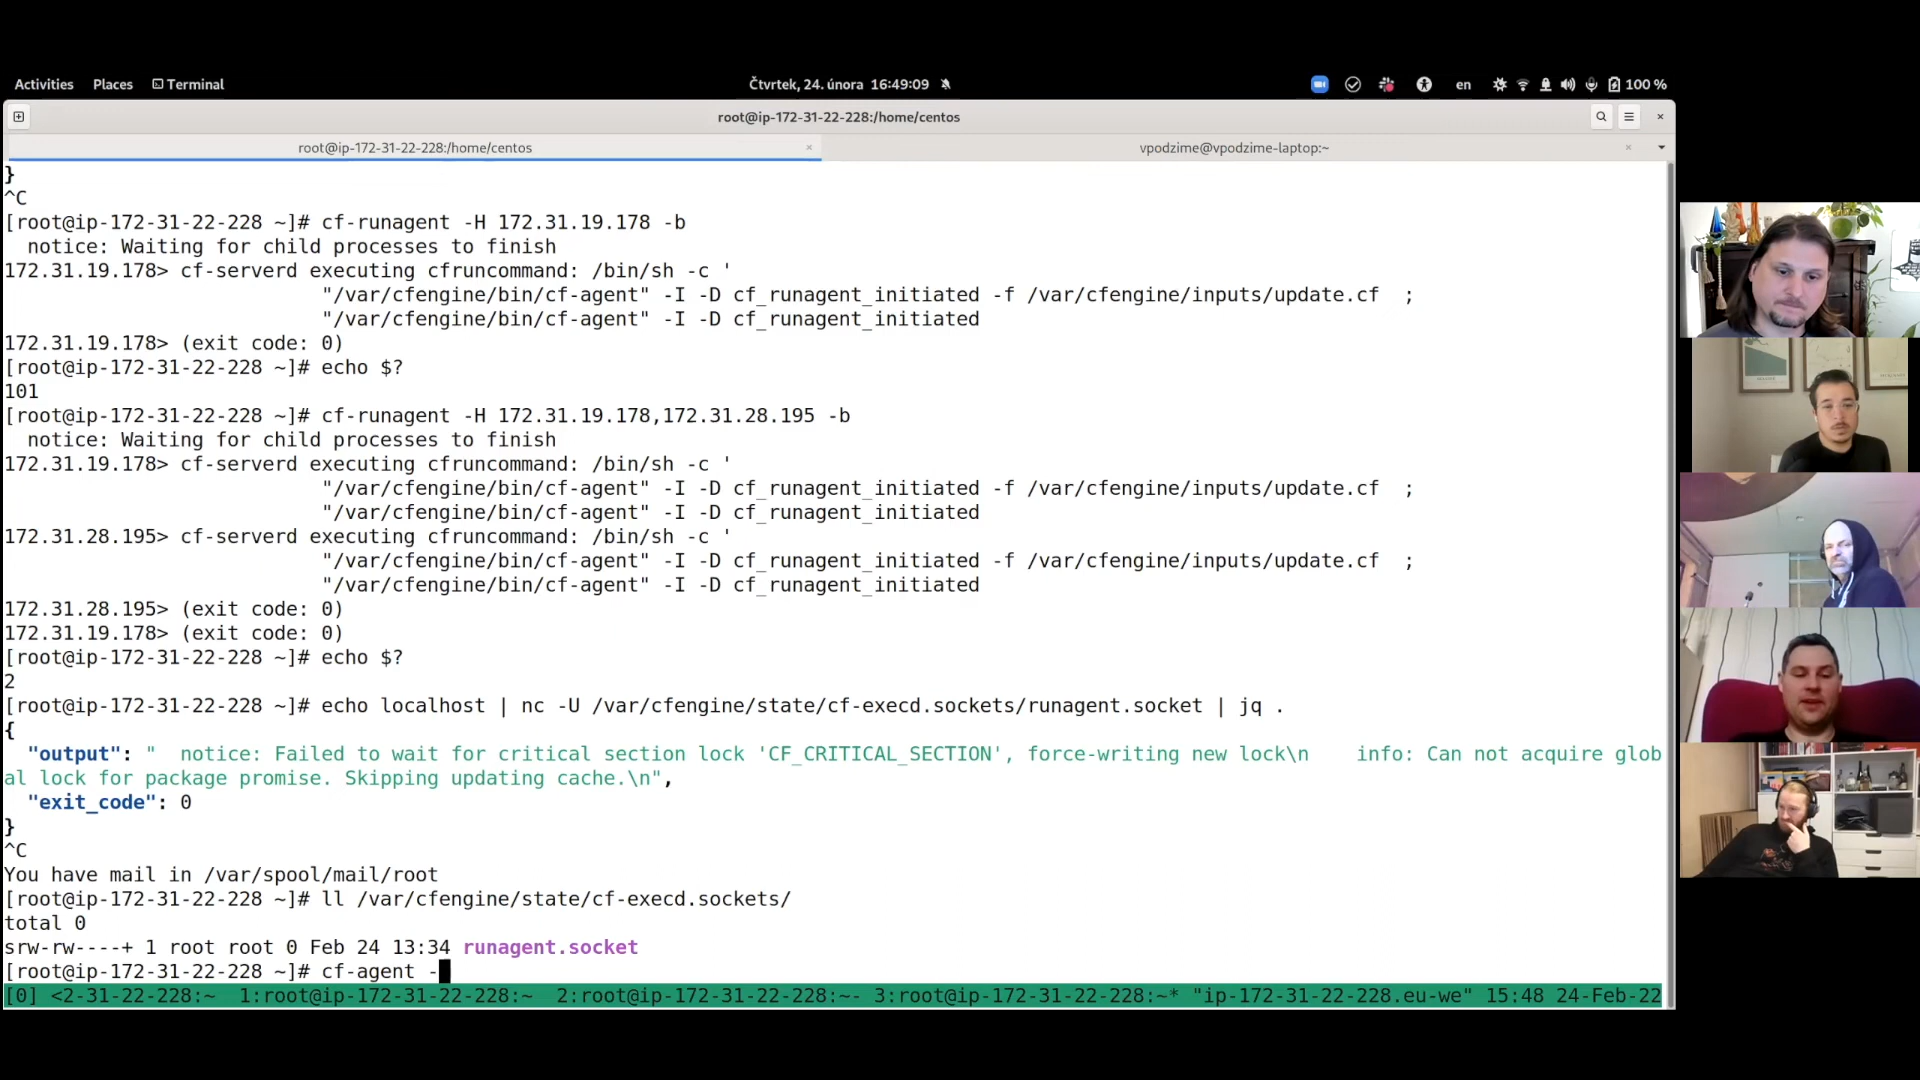 Activities Places Terminal Čtvrtek, 24. února 16:49:09 en 100 %
root@ip-172-31-22-228:/home/centos
root@ip-172-31-22-228:/home/centos vpodzime@vpodzime-laptop:~
}
^C
[root@ip-172-31-22-228 ~]# cf-runagent -H 172.31.19.178 -b
  notice: Waiting for child processes to finish
172.31.19.178> cf-serverd executing cfruncommand: /bin/sh -c '
                           "/var/cfengine/bin/cf-agent" -I -D cf_runagent_initiated -f /var/cfengine/inputs/update.cf  ;
                           "/var/cfengine/bin/cf-agent" -I -D cf_runagent_initiated
172.31.19.178> (exit code: 0)
[root@ip-172-31-22-228 ~]# echo $?
101
[root@ip-172-31-22-228 ~]# cf-runagent -H 172.31.19.178,172.31.28.195 -b
  notice: Waiting for child processes to finish
172.31.19.178> cf-serverd executing cfruncommand: /bin/sh -c '
                           "/var/cfengine/bin/cf-agent" -I -D cf_runagent_initiated -f /var/cfengine/inputs/update.cf  ;
                           "/var/cfengine/bin/cf-agent" -I -D cf_runagent_initiated
172.31.28.195> cf-serverd executing cfruncommand: /bin/sh -c '
                           "/var/cfengine/bin/cf-agent" -I -D cf_runagent_initiated -f /var/cfengine/inputs/update.cf  ;
                           "/var/cfengine/bin/cf-agent" -I -D cf_runagent_initiated
172.31.28.195> (exit code: 0)
172.31.19.178> (exit code: 0)
[root@ip-172-31-22-228 ~]# echo $?
2
[root@ip-172-31-22-228 ~]# echo localhost | nc -U /var/cfengine/state/cf-execd.sockets/runagent.socket | jq .
{
  "output": "  notice: Failed to wait for critical section lock 'CF_CRITICAL_SECTION', force-writing new lock\n    info: Can not acquire glob
al lock for package promise. Skipping updating cache.\n",
  "exit_code": 0
}
^C
You have mail in /var/spool/mail/root
[root@ip-172-31-22-228 ~]# ll /var/cfengine/state/cf-execd.sockets/
total 0
srw-rw----+ 1 root root 0 Feb 24 13:34 runagent.socket
[root@ip-172-31-22-228 ~]# cf-agent -
[0] <2-31-22-228:~  1:root@ip-172-31-22-228:~  2:root@ip-172-31-22-228:~- 3:root@ip-172-31-22-228:~* "ip-172-31-22-228.eu-we" 15:48 24-Feb-22